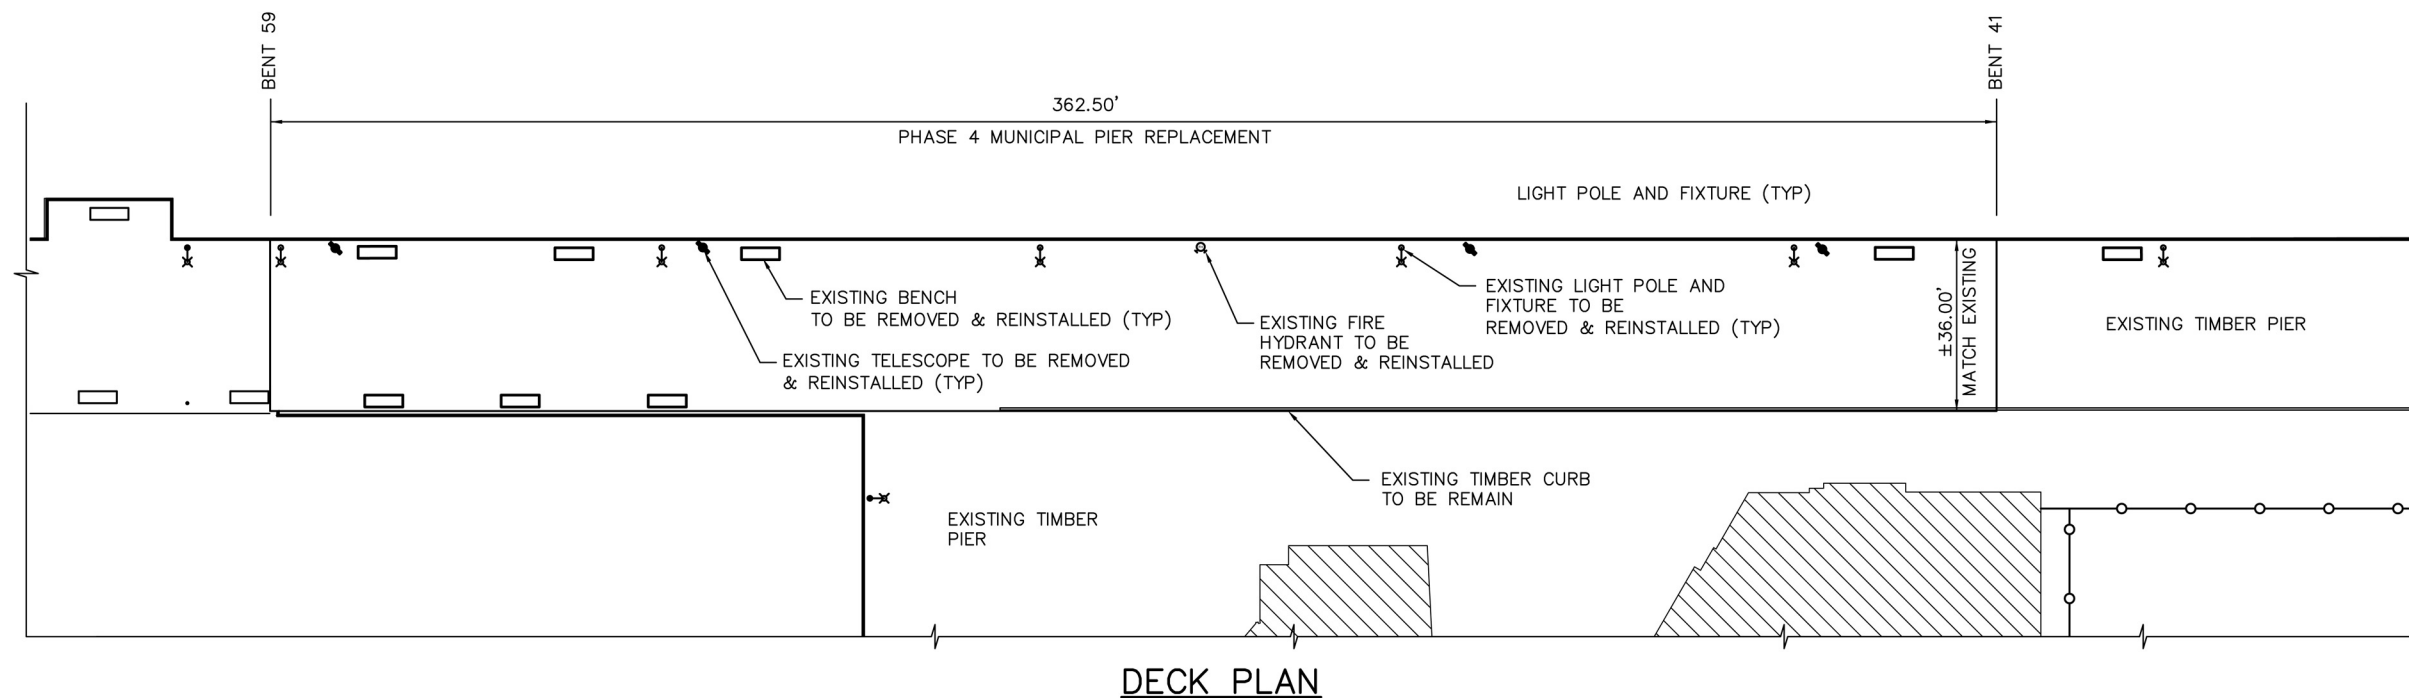 BENT 59
BENT 41
362.50'
PHASE 4 MUNICIPAL PIER REPLACEMENT
LIGHT POLE AND FIXTURE (TYP)
EXISTING BENCH
TO BE REMOVED & REINSTALLED (TYP)
EXISTING TELESCOPE TO BE REMOVED
& REINSTALLED (TYP)
EXISTING FIRE
HYDRANT TO BE
REMOVED & REINSTALLED
EXISTING LIGHT POLE AND
FIXTURE TO BE
REMOVED & REINSTALLED (TYP)
±36.00'
MATCH EXISTING
EXISTING TIMBER PIER
EXISTING TIMBER CURB
TO BE REMAIN
EXISTING TIMBER
PIER
DECK PLAN